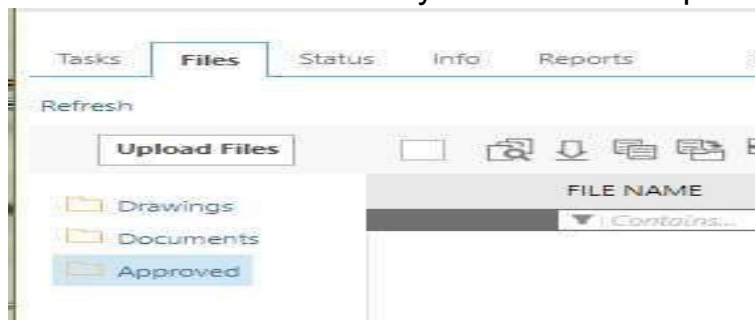 Tasks Files Status Info Reports
Refresh
Upload Files
FILE NAME
Contains...
Drawings
Documents
Approved